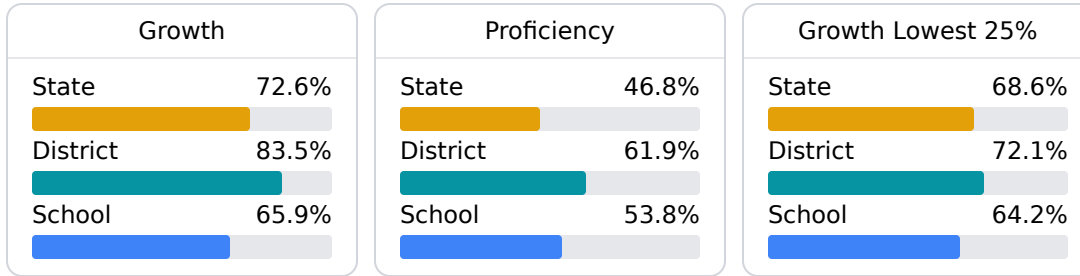 Growth
State 72.6%
District 83.5%
School 65.9%
Proficiency
State 46.8%
District 61.9%
School 53.8%
Growth Lowest 25%
State 68.6%
District 72.1%
School 64.2%